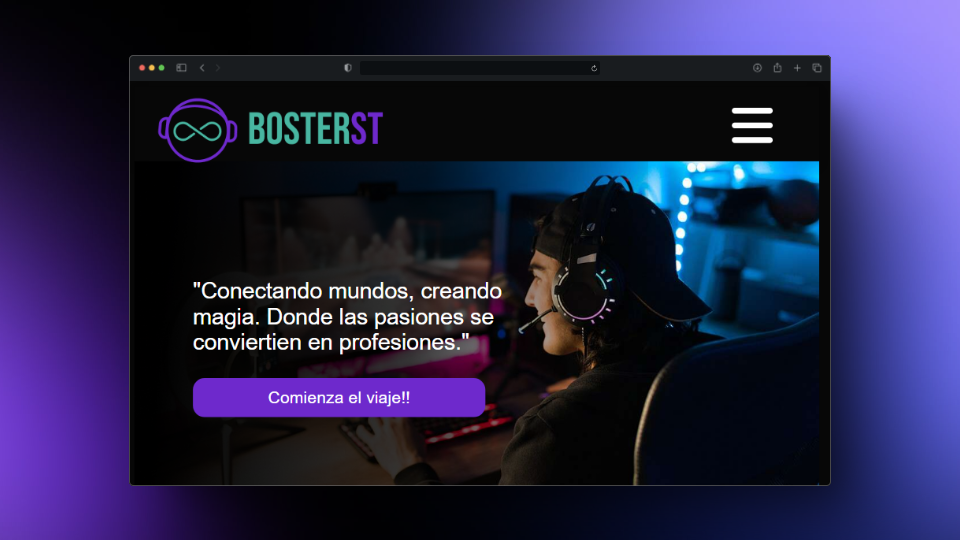 BOSTERST
"Conectando mundos, creando
magia. Donde las pasiones se
conviertien en profesiones."
Comienza el viaje!!